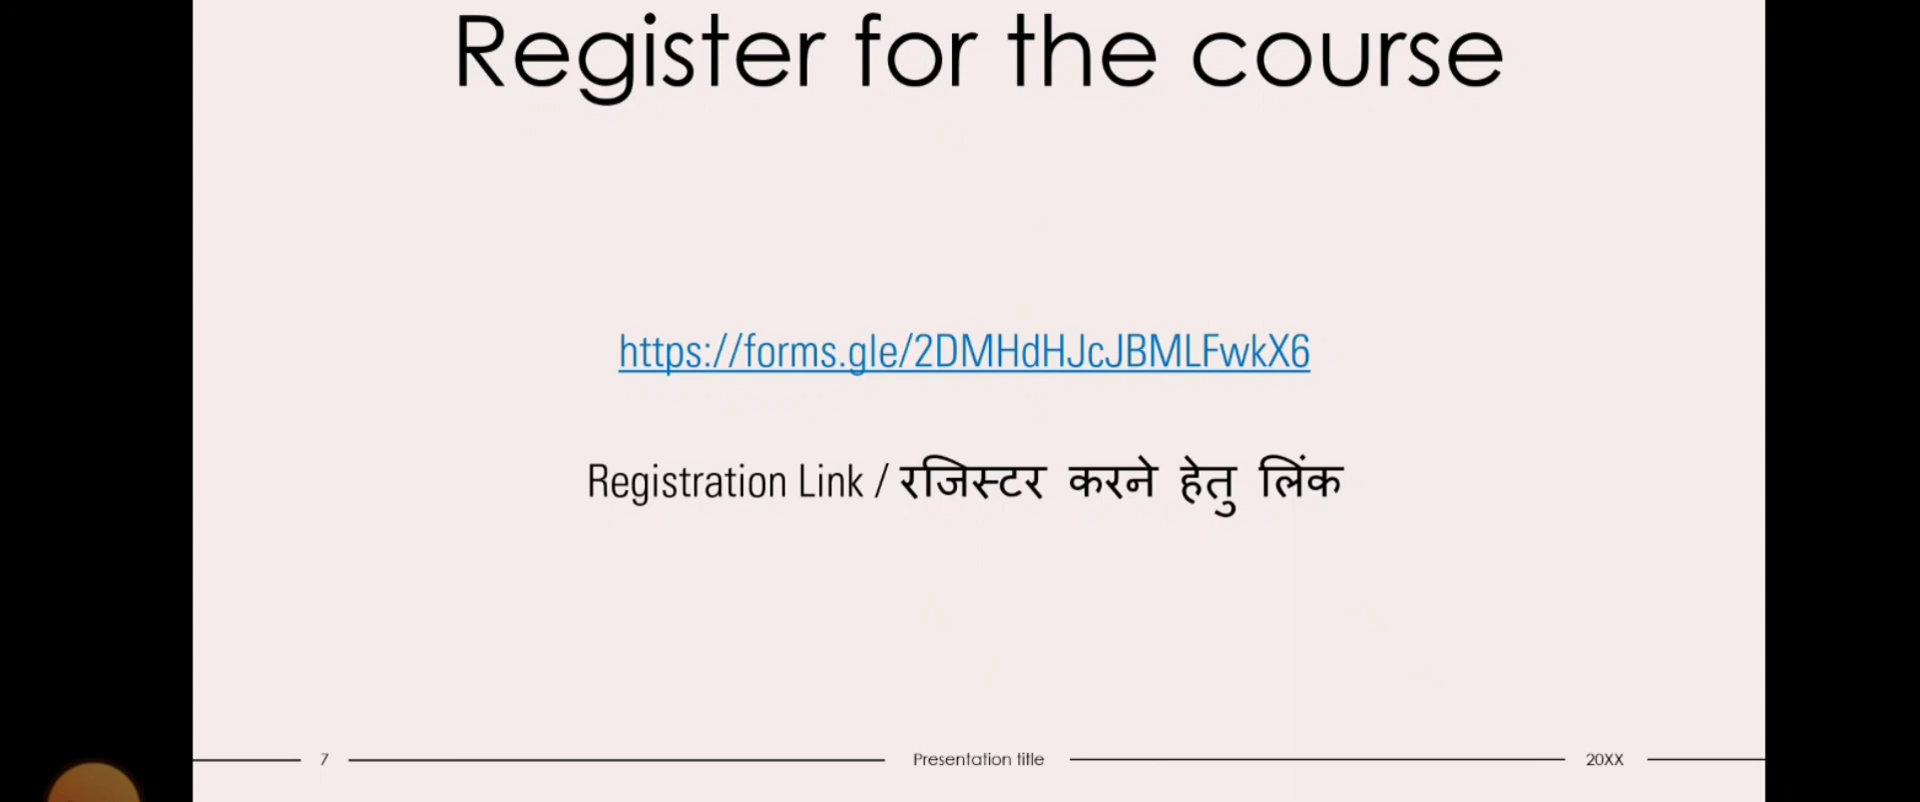 Register for the course
https://forms.gle/2DMHdHJcJBMLFwkX6
Registration Link / रजिस्टर करने हेतु लिंक
7 Presentation title 20XX